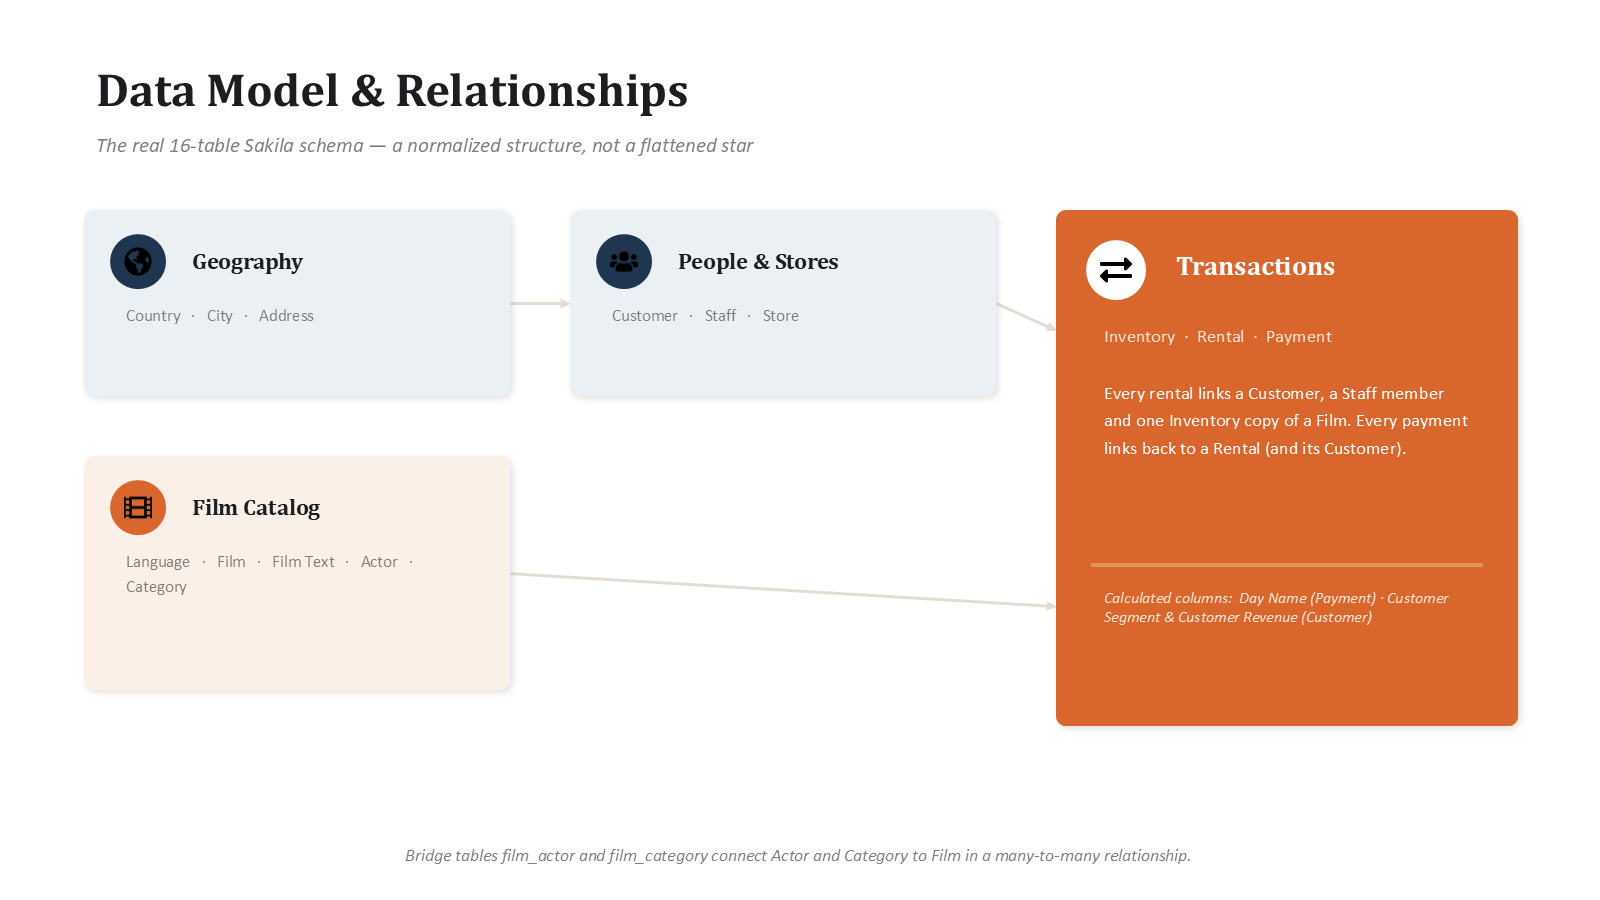 Data Model & Relationships
The real 16-table Sakila schema — a normalized structure, not a flattened star
Geography
Country · City · Address
People & Stores
Customer · Staff · Store
Transactions
Inventory · Rental · Payment
Every rental links a Customer, a Staff member
and one Inventory copy of a Film. Every payment
links back to a Rental (and its Customer).
Calculated columns: Day Name (Payment) · Customer
Segment & Customer Revenue (Customer)
Film Catalog
Language · Film · Film Text · Actor ·
Category
Bridge tables film_actor and film_category connect Actor and Category to Film in a many-to-many relationship.